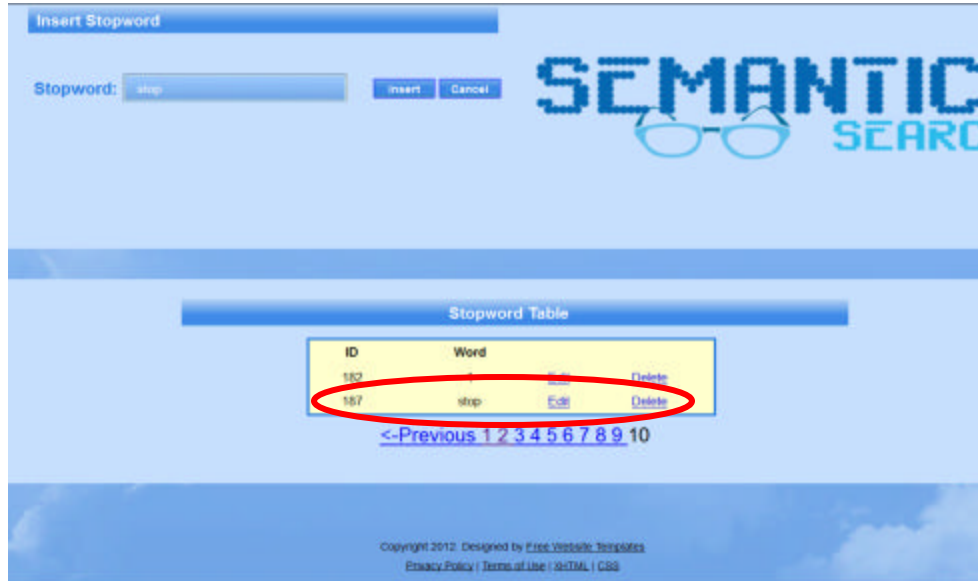 Insert Stopword
Stopword: stop Insert Cancel
SEMANTIC
SEARC
Stopword Table
ID Word
182 Edit Delete
187 stop Edit Delete
<-Previous 1 2 3 4 5 6 7 8 9 10
Copyright 2012. Designed by Free Website Templates
Privacy Policy | Terms of Use | XHTML | CSS